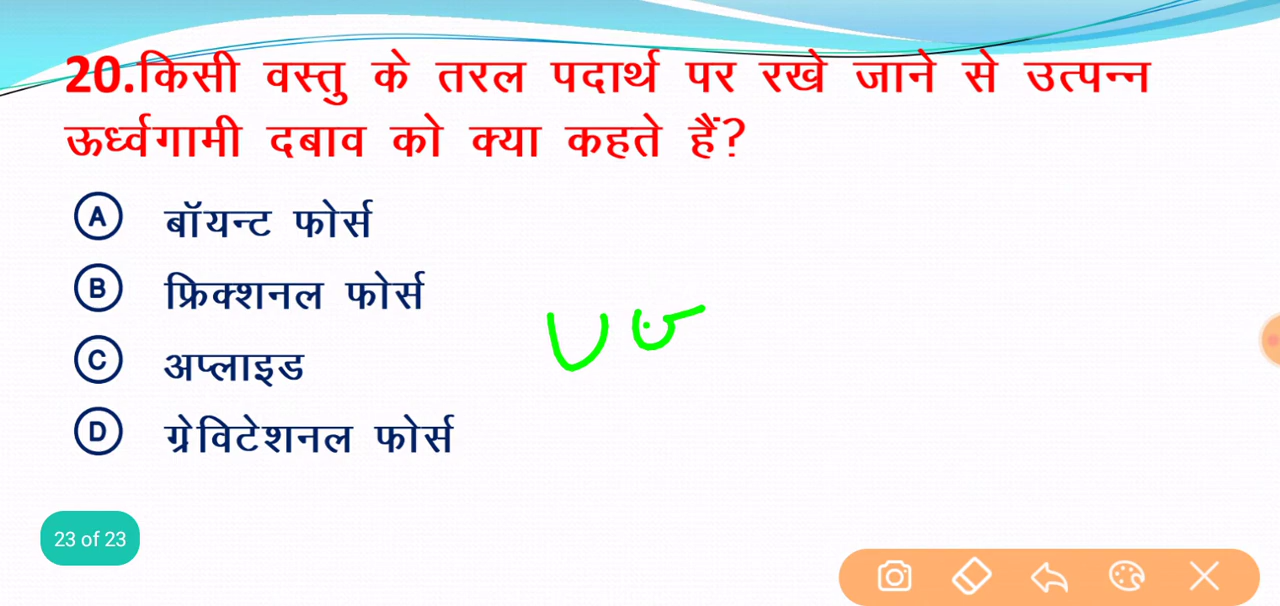 20.किसी वस्तु के तरल पदार्थ पर रखे जाने से उत्पन्न
ऊर्ध्वगामी दबाव को क्या कहते हैं?
A बॉयन्ट फोर्स
B फ्रिक्शनल फोर्स
C अप्लाइड
D ग्रेविटेशनल फोर्स
23 of 23